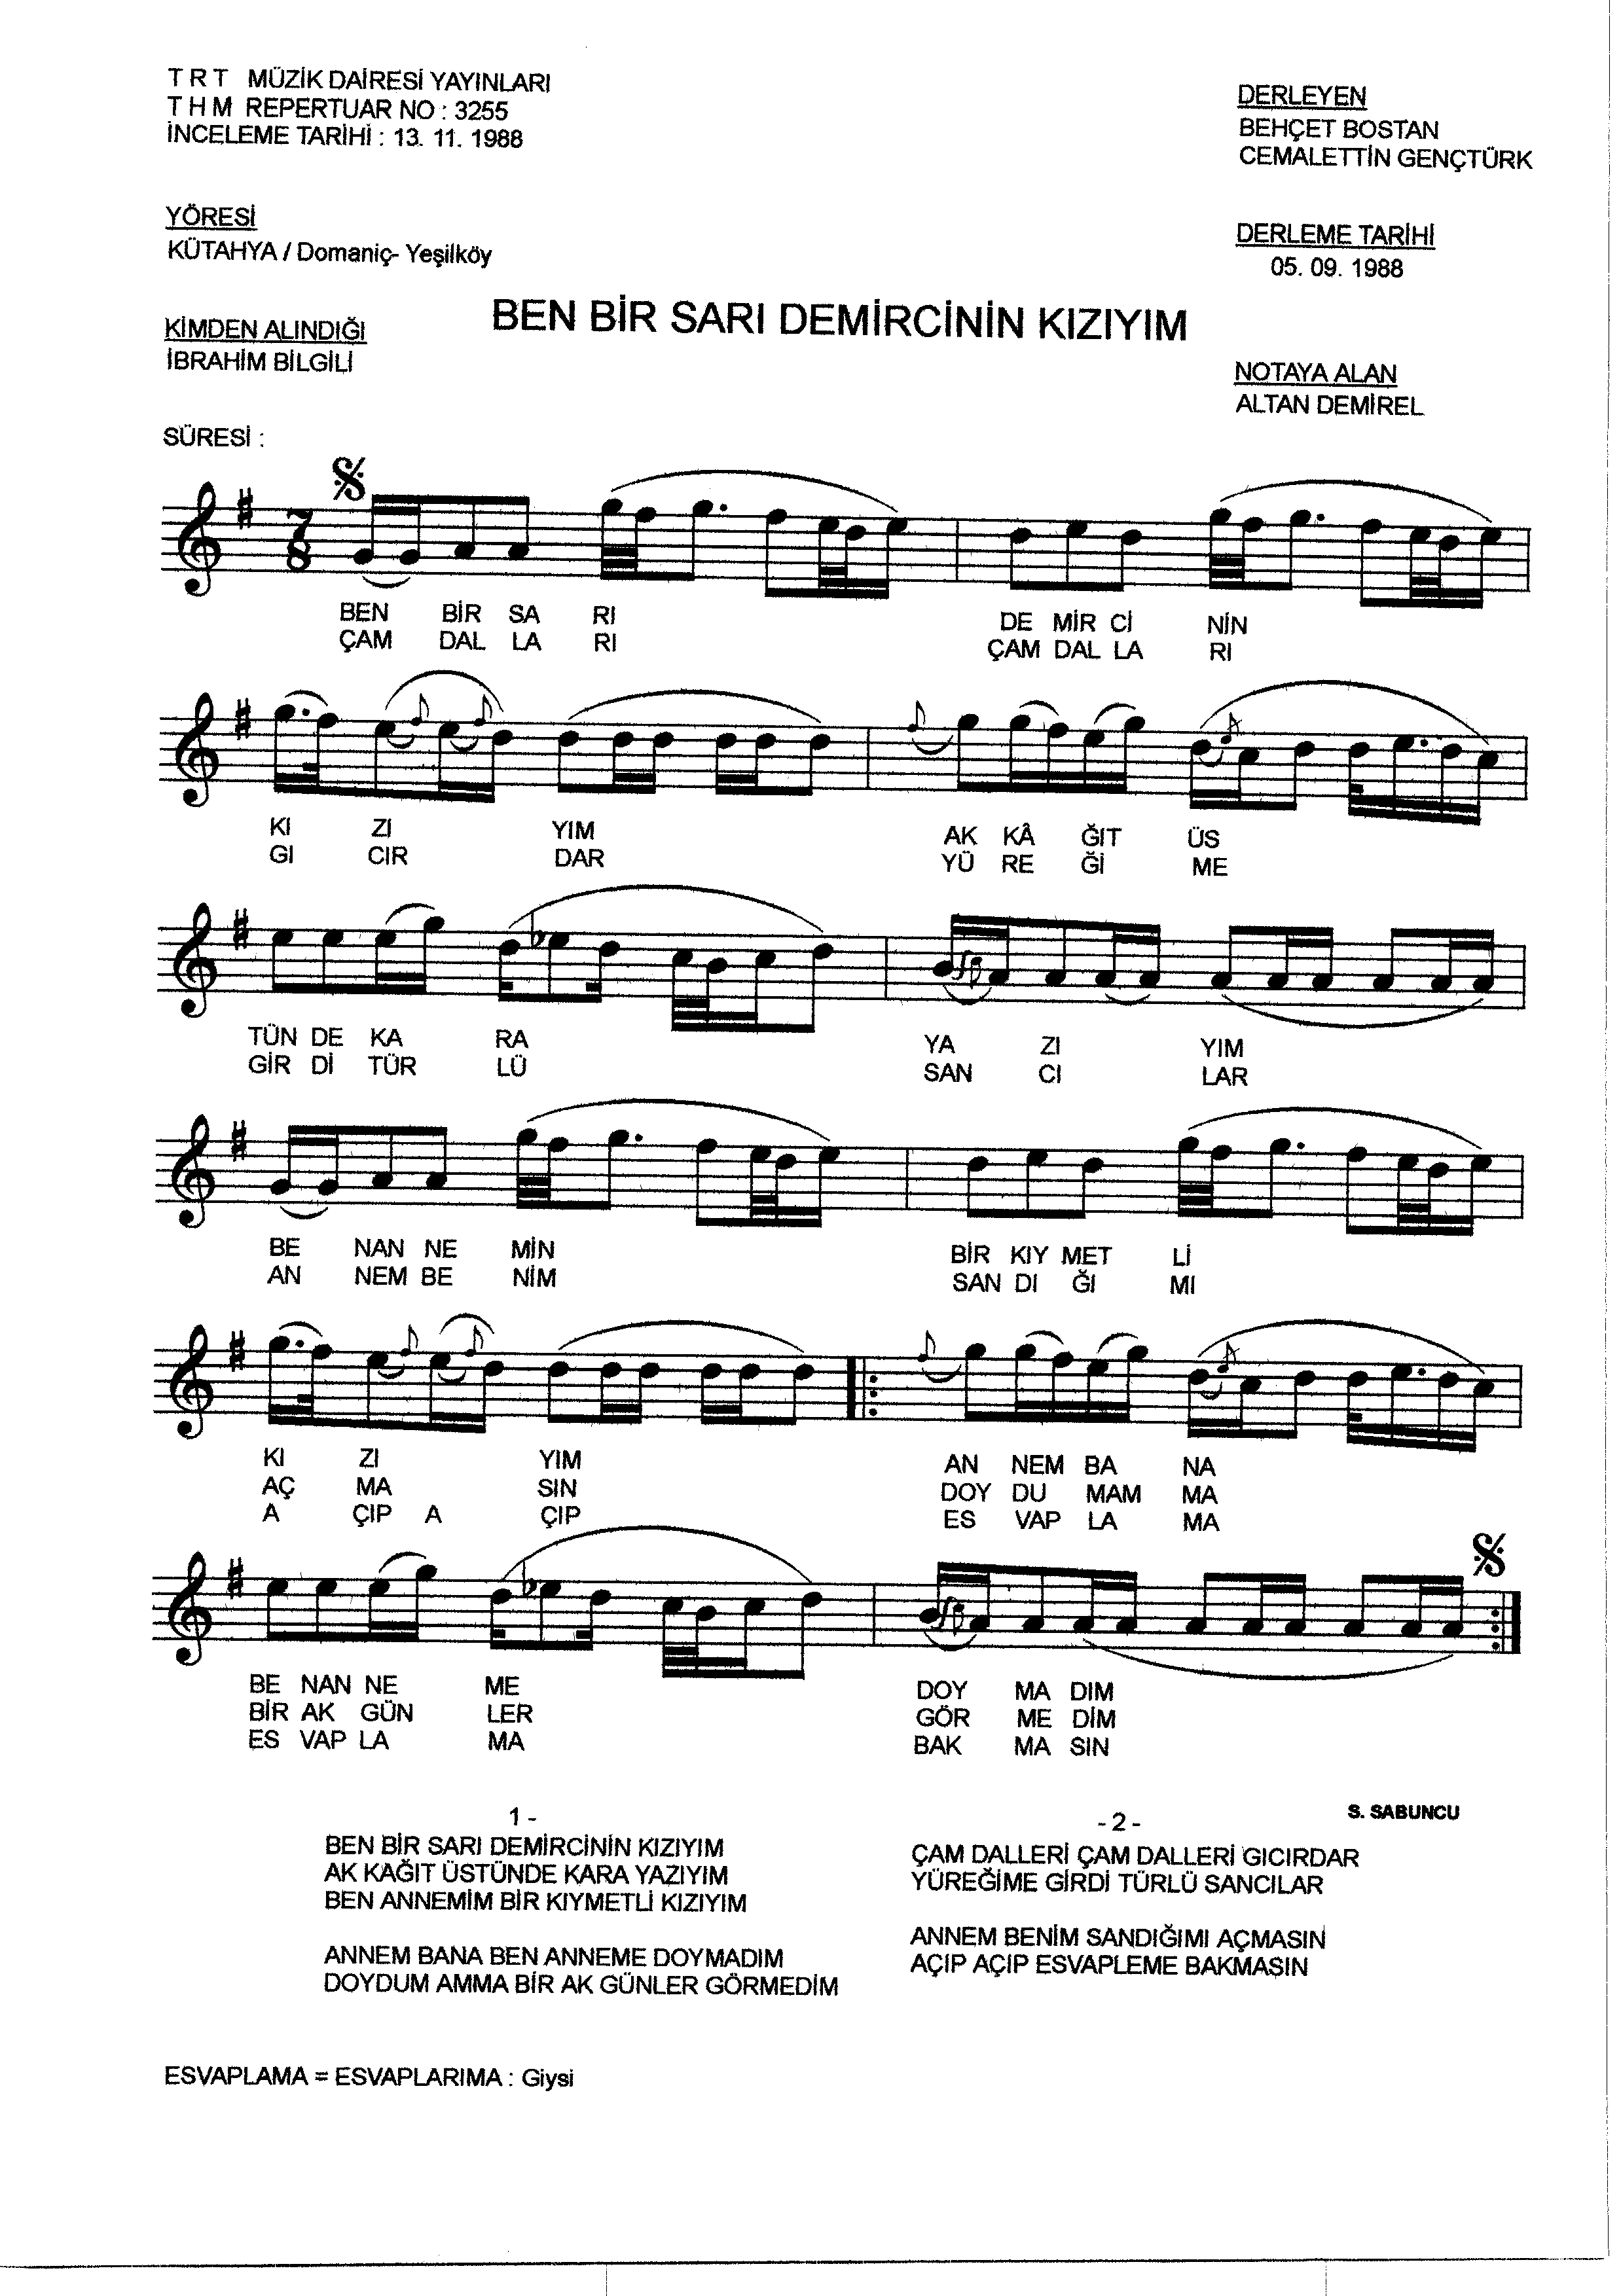 T R T MÜZİK DAİRESİ YAYINLARI
T H M REPERTUAR NO : 3255
İNCELEME TARİHİ : 13. 11. 1988
DERLEYEN
BEHÇET BOSTAN
CEMALETTİN GENÇTÜRK
YÖRESİ
KÜTAHYA / Domaniç- Yeşilköy
DERLEME TARİHİ
05. 09. 1988
BEN BİR SARI DEMİRCİNİN KIZIYIM
KİMDEN ALINDIĞI
İBRAHİM BİLGİLİ
NOTAYA ALAN
ALTAN DEMİREL
SÜRESİ :
7
8
BEN BİR SA RI DE MİR Cİ NİN
ÇAM DAL LA RI ÇAM DAL LA RI
KI ZI YIM AK KÂ ĞIT ÜS
GI CIR DAR YÜ RE Ğİ ME
TÜN DE KA RA YA ZI YIM
GİR Dİ TÜR LÜ SAN CI LAR
BE NAN NE MİN BİR KIY MET Lİ
AN NEM BE NİM SAN DI ĞI MI
KI ZI YIM AN NEM BA NA
AÇ MA SIN DOY DU MAM MA
A ÇIP A ÇIP ES VAP LA MA
BE NAN NE ME DOY MA DIM
BİR AK GÜN LER GÖR ME DİM
ES VAP LA MA BAK MA SIN
1 -
BEN BİR SARI DEMİRCİNİN KIZIYIM
AK KAĞIT ÜSTÜNDE KARA YAZIYIM
BEN ANNEMİM BİR KIYMETLİ KIZIYIM
ANNEM BANA BEN ANNEME DOYMADIM
DOYDUM AMMA BİR AK GÜNLER GÖRMEDİM
- 2 -
S. SABUNCU
ÇAM DALLERİ ÇAM DALLERİ GICIRDAR
YÜREĞİME GİRDİ TÜRLÜ SANCILAR
ANNEM BENİM SANDIĞIMI AÇMASIN
AÇIP AÇIP ESVAPLEME BAKMASIN
ESVAPLAMA = ESVAPLARIMA : Giysi